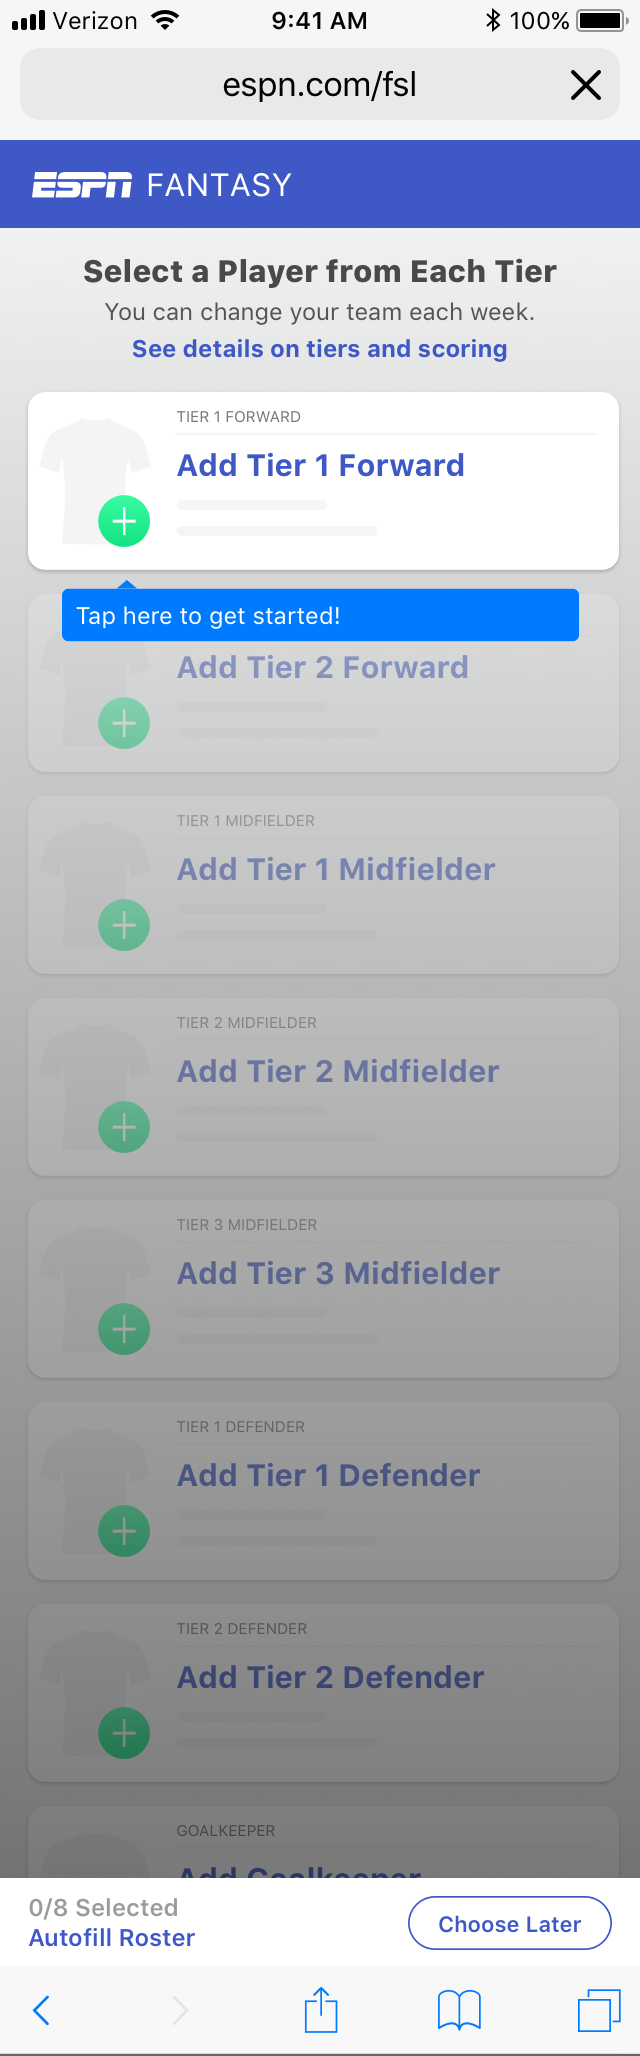 Verizon 9:41 AM 100%
espn.com/fsl
ESPN FANTASY
Select a Player from Each Tier
You can change your team each week.
See details on tiers and scoring
TIER 1 FORWARD
Add Tier 1 Forward
Tap here to get started!
Add Tier 2 Forward
TIER 1 MIDFIELDER
Add Tier 1 Midfielder
TIER 2 MIDFIELDER
Add Tier 2 Midfielder
TIER 3 MIDFIELDER
Add Tier 3 Midfielder
TIER 1 DEFENDER
Add Tier 1 Defender
TIER 2 DEFENDER
Add Tier 2 Defender
GOALKEEPER
Add Goalkeeper
0/8 Selected
Autofill Roster
Choose Later